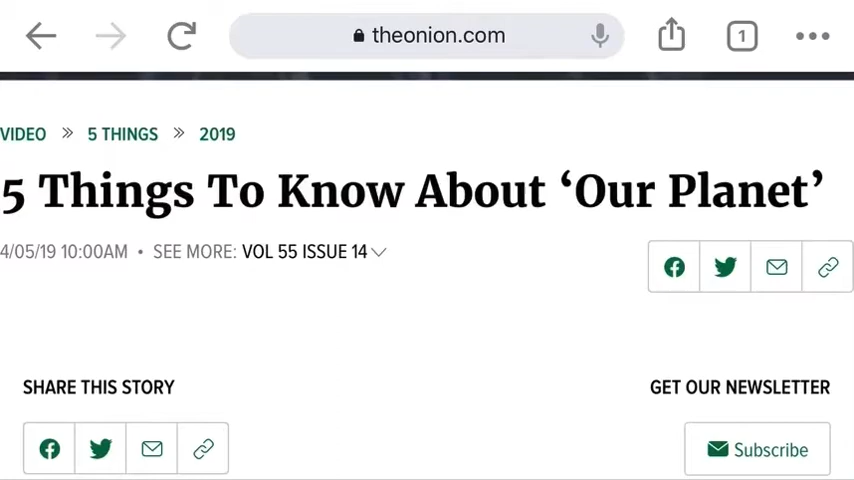 theonion.com
1
VIDEO » 5 THINGS » 2019
5 Things To Know About ‘Our Planet’
4/05/19 10:00AM • SEE MORE: VOL 55 ISSUE 14
SHARE THIS STORY
GET OUR NEWSLETTER
Subscribe